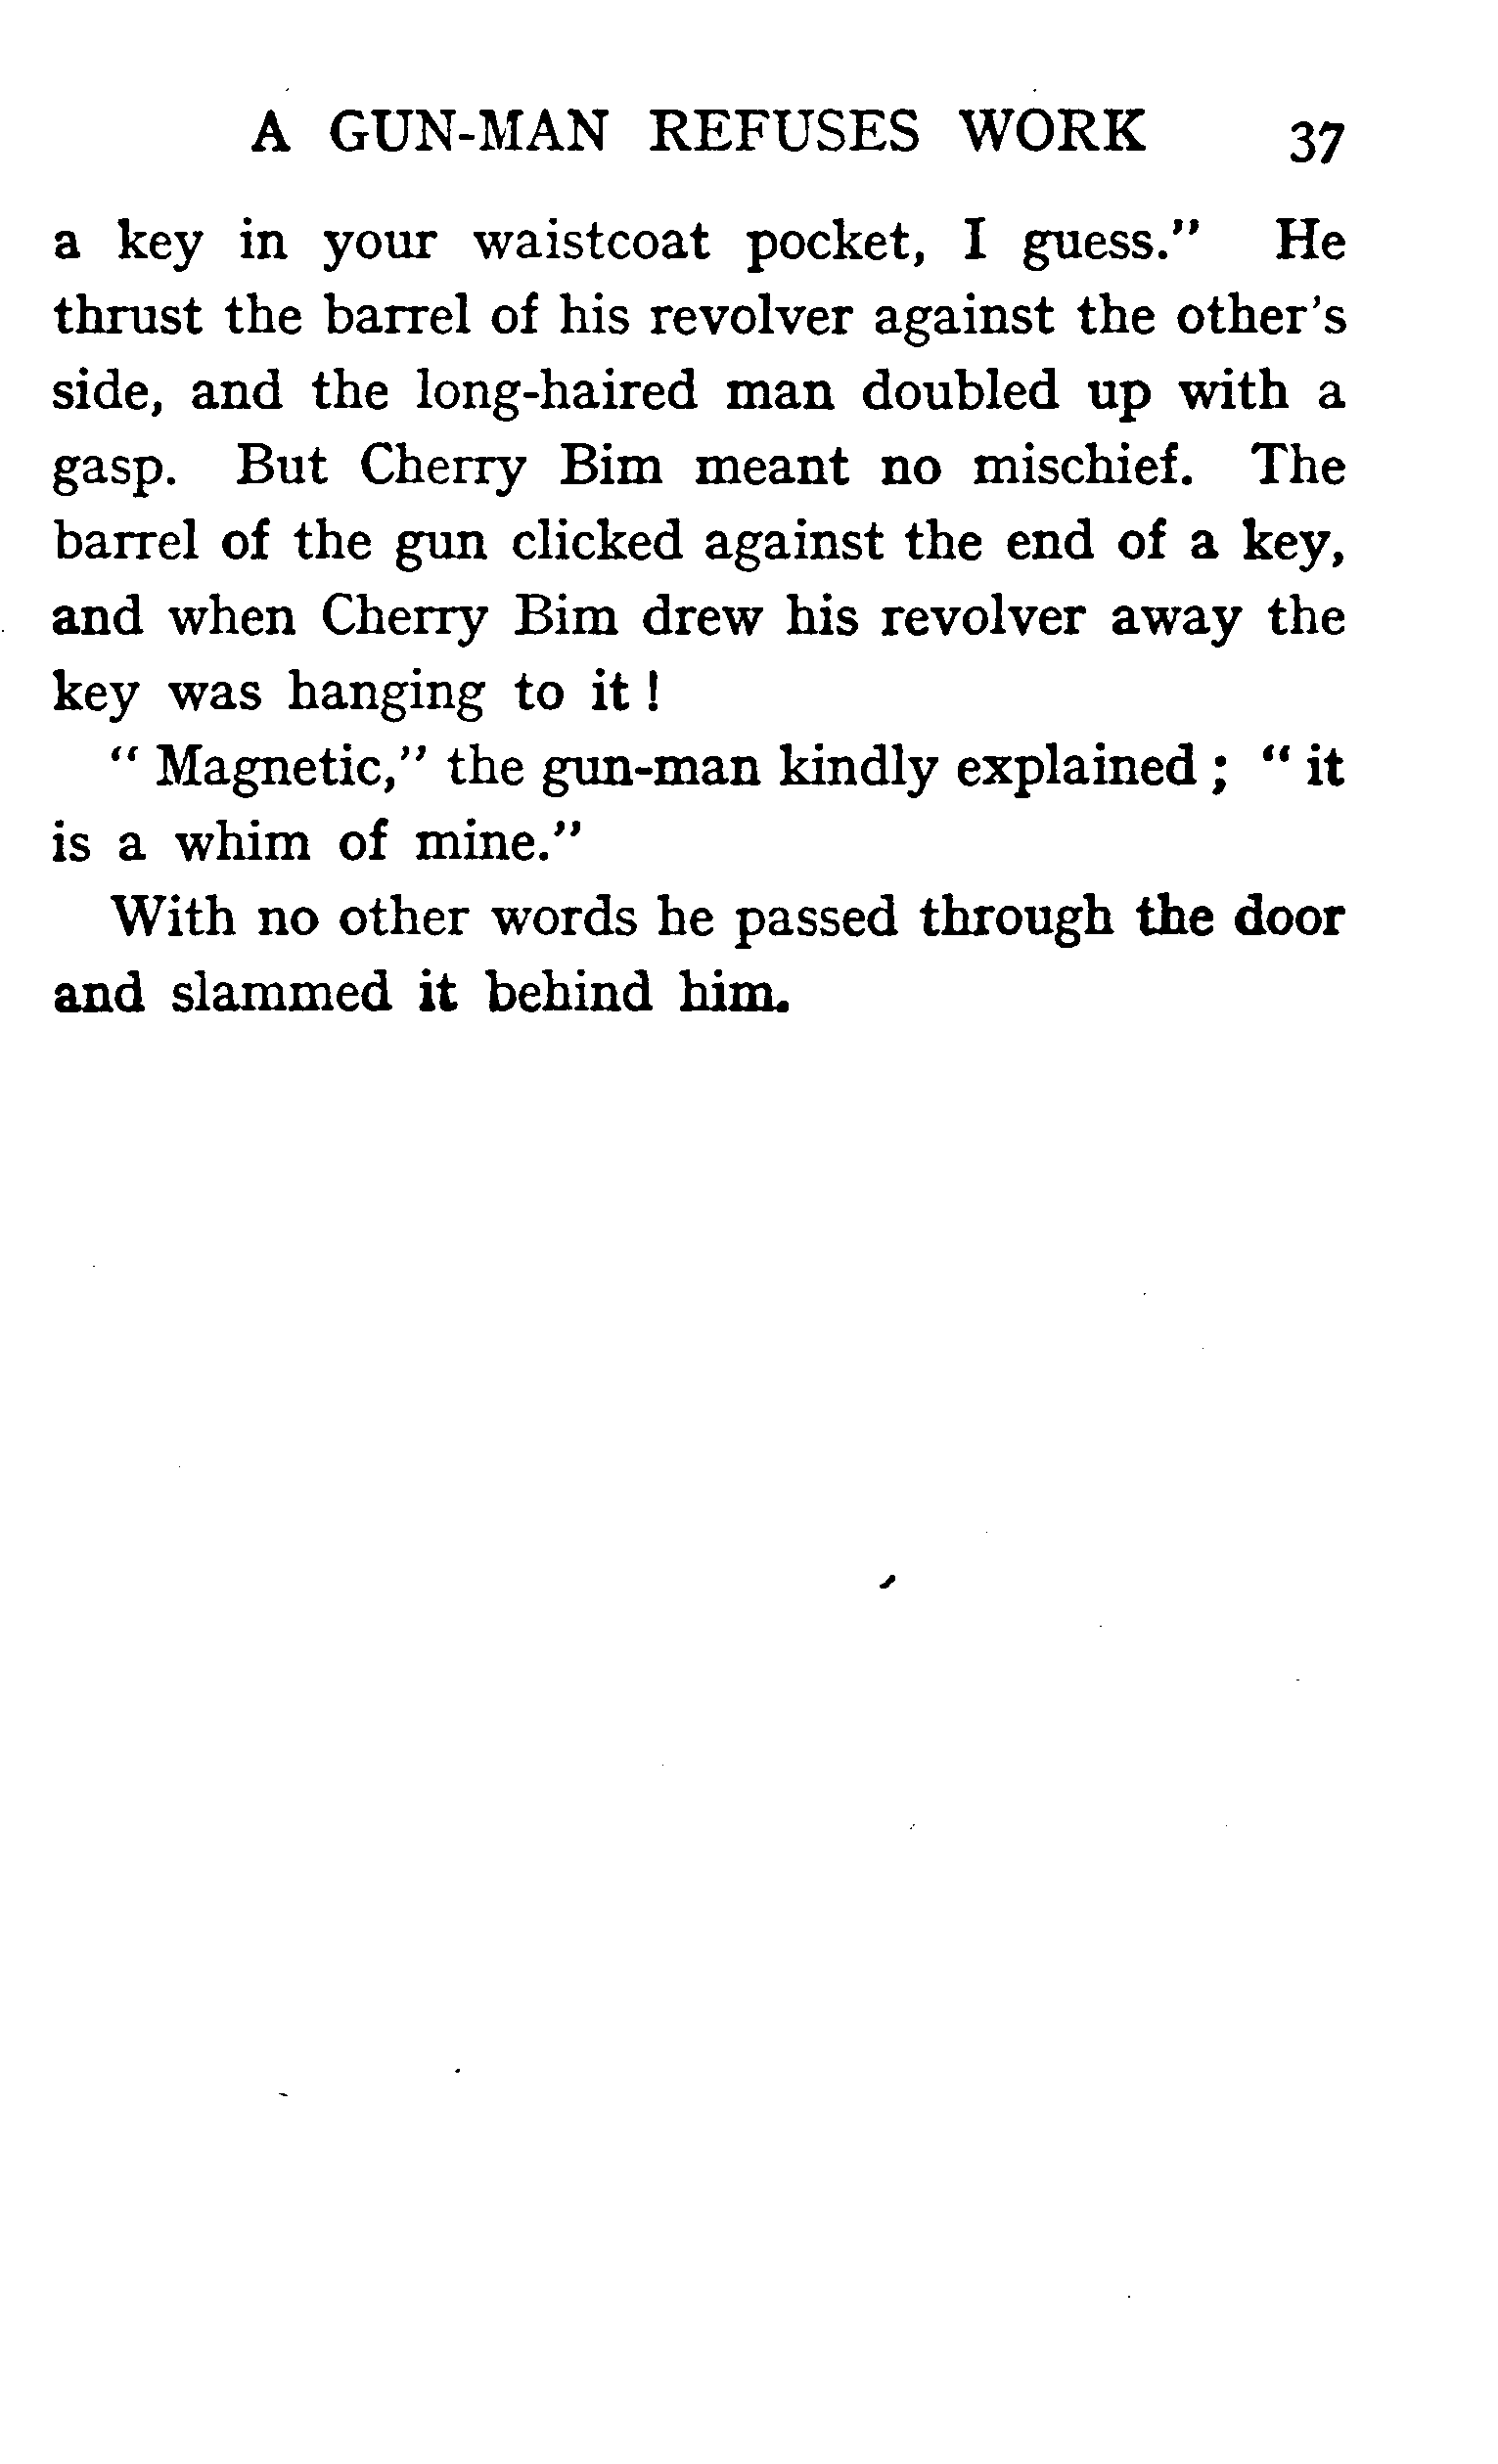 A GUN-MAN REFUSES WORK 37
a key in your waistcoat pocket, I guess.” He
thrust the barrel of his revolver against the other’s
side, and the long-haired man doubled up with a
gasp. But Cherry Bim meant no mischief. The
barrel of the gun clicked against the end of a key,
and when Cherry Bim drew his revolver away the
key was hanging to it !
“ Magnetic,” the gun-man kindly explained ; “ it
is a whim of mine.”
With no other words he passed through the door
and slammed it behind him.